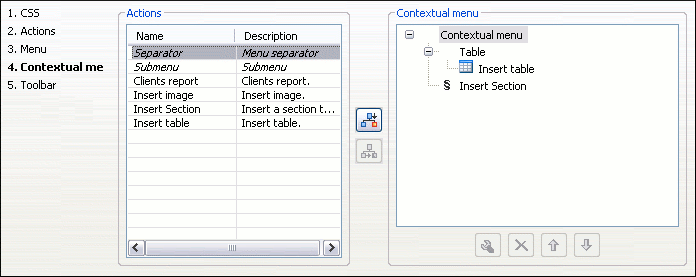 1. CSS
2. Actions
3. Menu
4. Contextual me
5. Toolbar
Actions
Name Description
Separator Menu separator
Submenu Submenu
Clients report Clients report.
Insert image Insert image.
Insert Section Insert a section t...
Insert table Insert table.
Contextual menu
Contextual menu
Table
Insert table
§ Insert Section